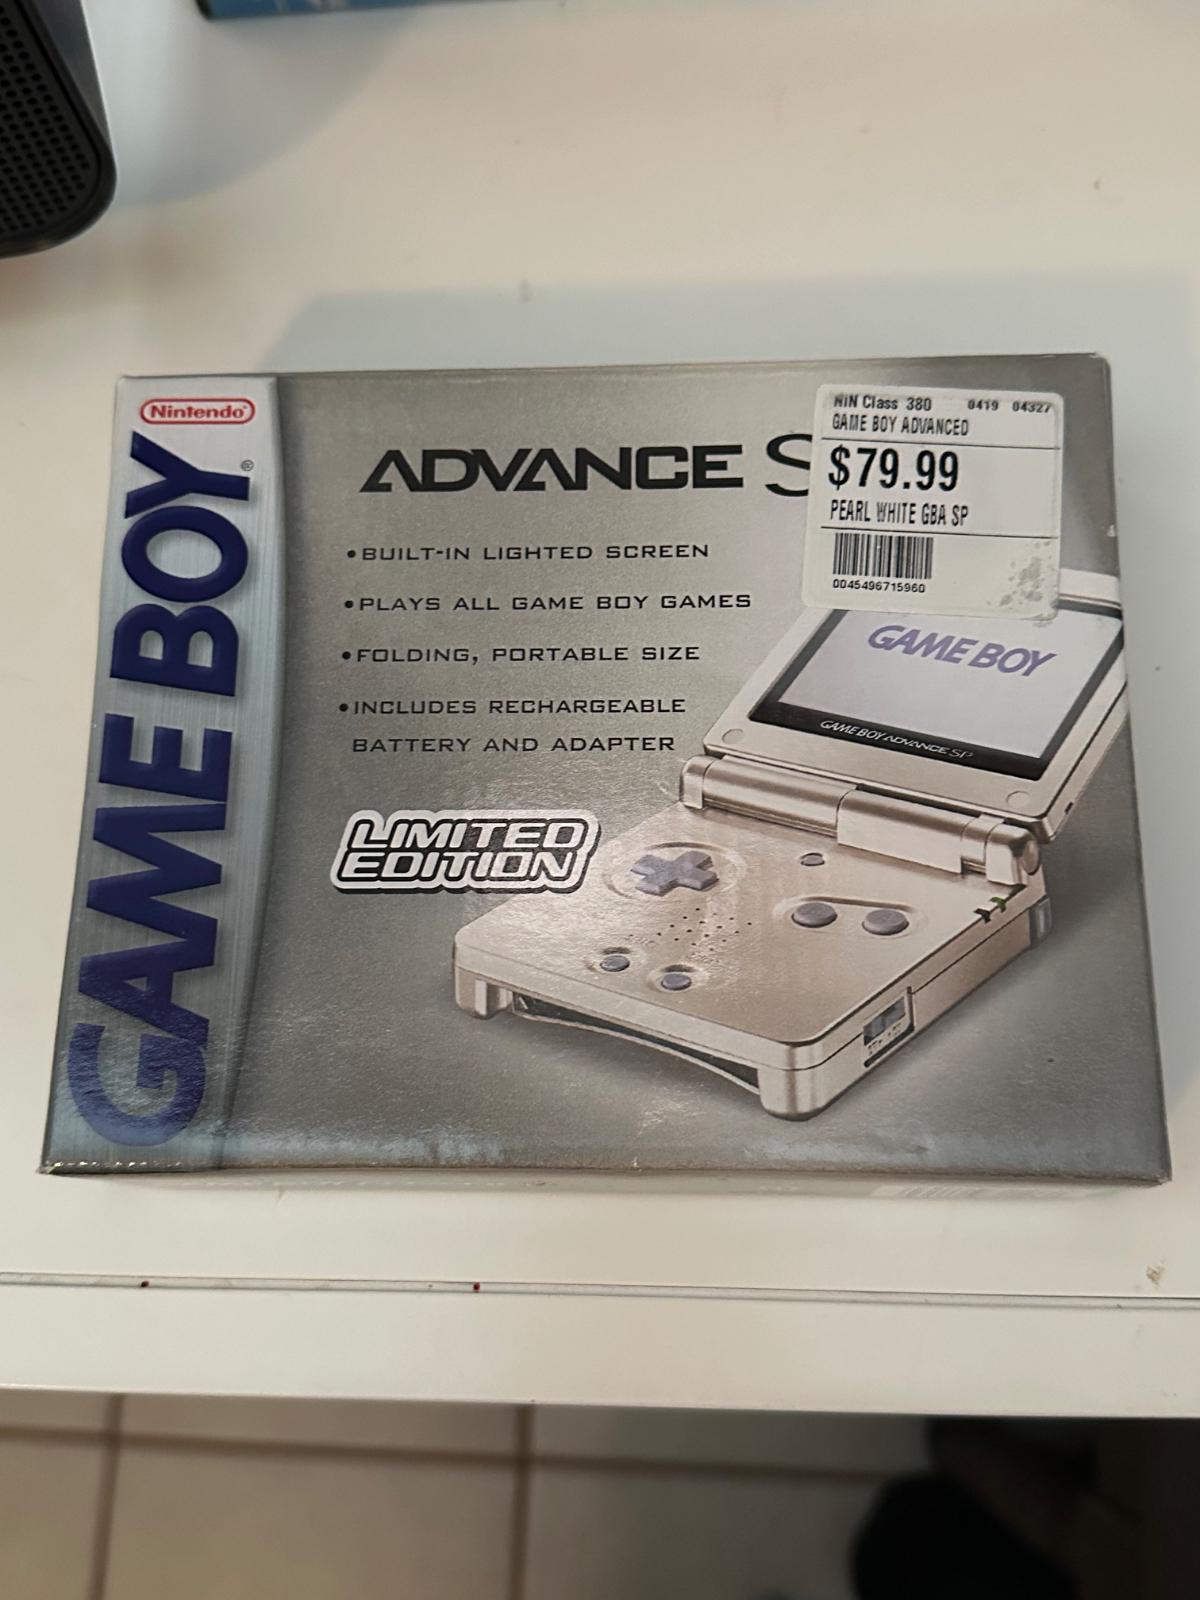 Nintendo®
GAME BOY®
ADVANCE S
• BUILT-IN LIGHTED SCREEN
• PLAYS ALL GAME BOY GAMES
• FOLDING, PORTABLE SIZE
• INCLUDES RECHARGEABLE
BATTERY AND ADAPTER
LIMITED
EDITION
NIN Class 380 0419 04327
GAME BOY ADVANCED
$79.99
PEARL WHITE GBA SP
0045496715960
GAME BOY
GAME BOY ADVANCE SP